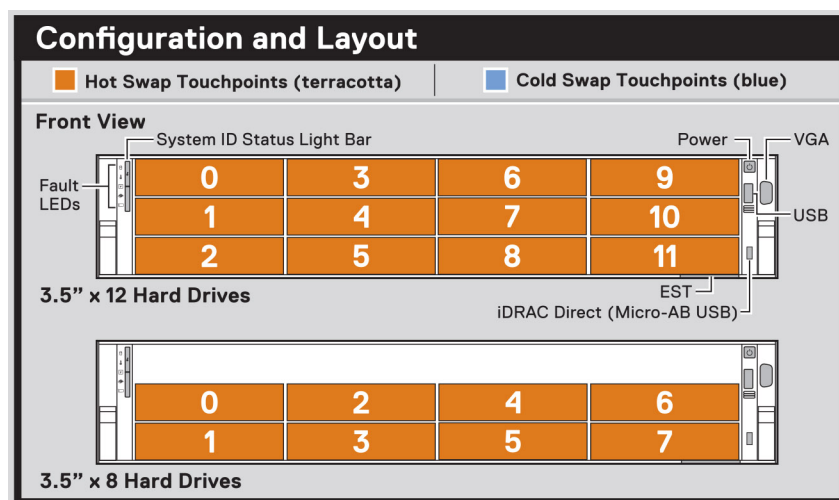 Configuration and Layout
Hot Swap Touchpoints (terracotta)
Cold Swap Touchpoints (blue)
Front View
System ID Status Light Bar
Power
VGA
Fault
LEDs
0 3 6 9
1 4 7 10
2 5 8 11
USB
3.5” x 12 Hard Drives
EST
iDRAC Direct (Micro-AB USB)
0 2 4 6
1 3 5 7
3.5” x 8 Hard Drives